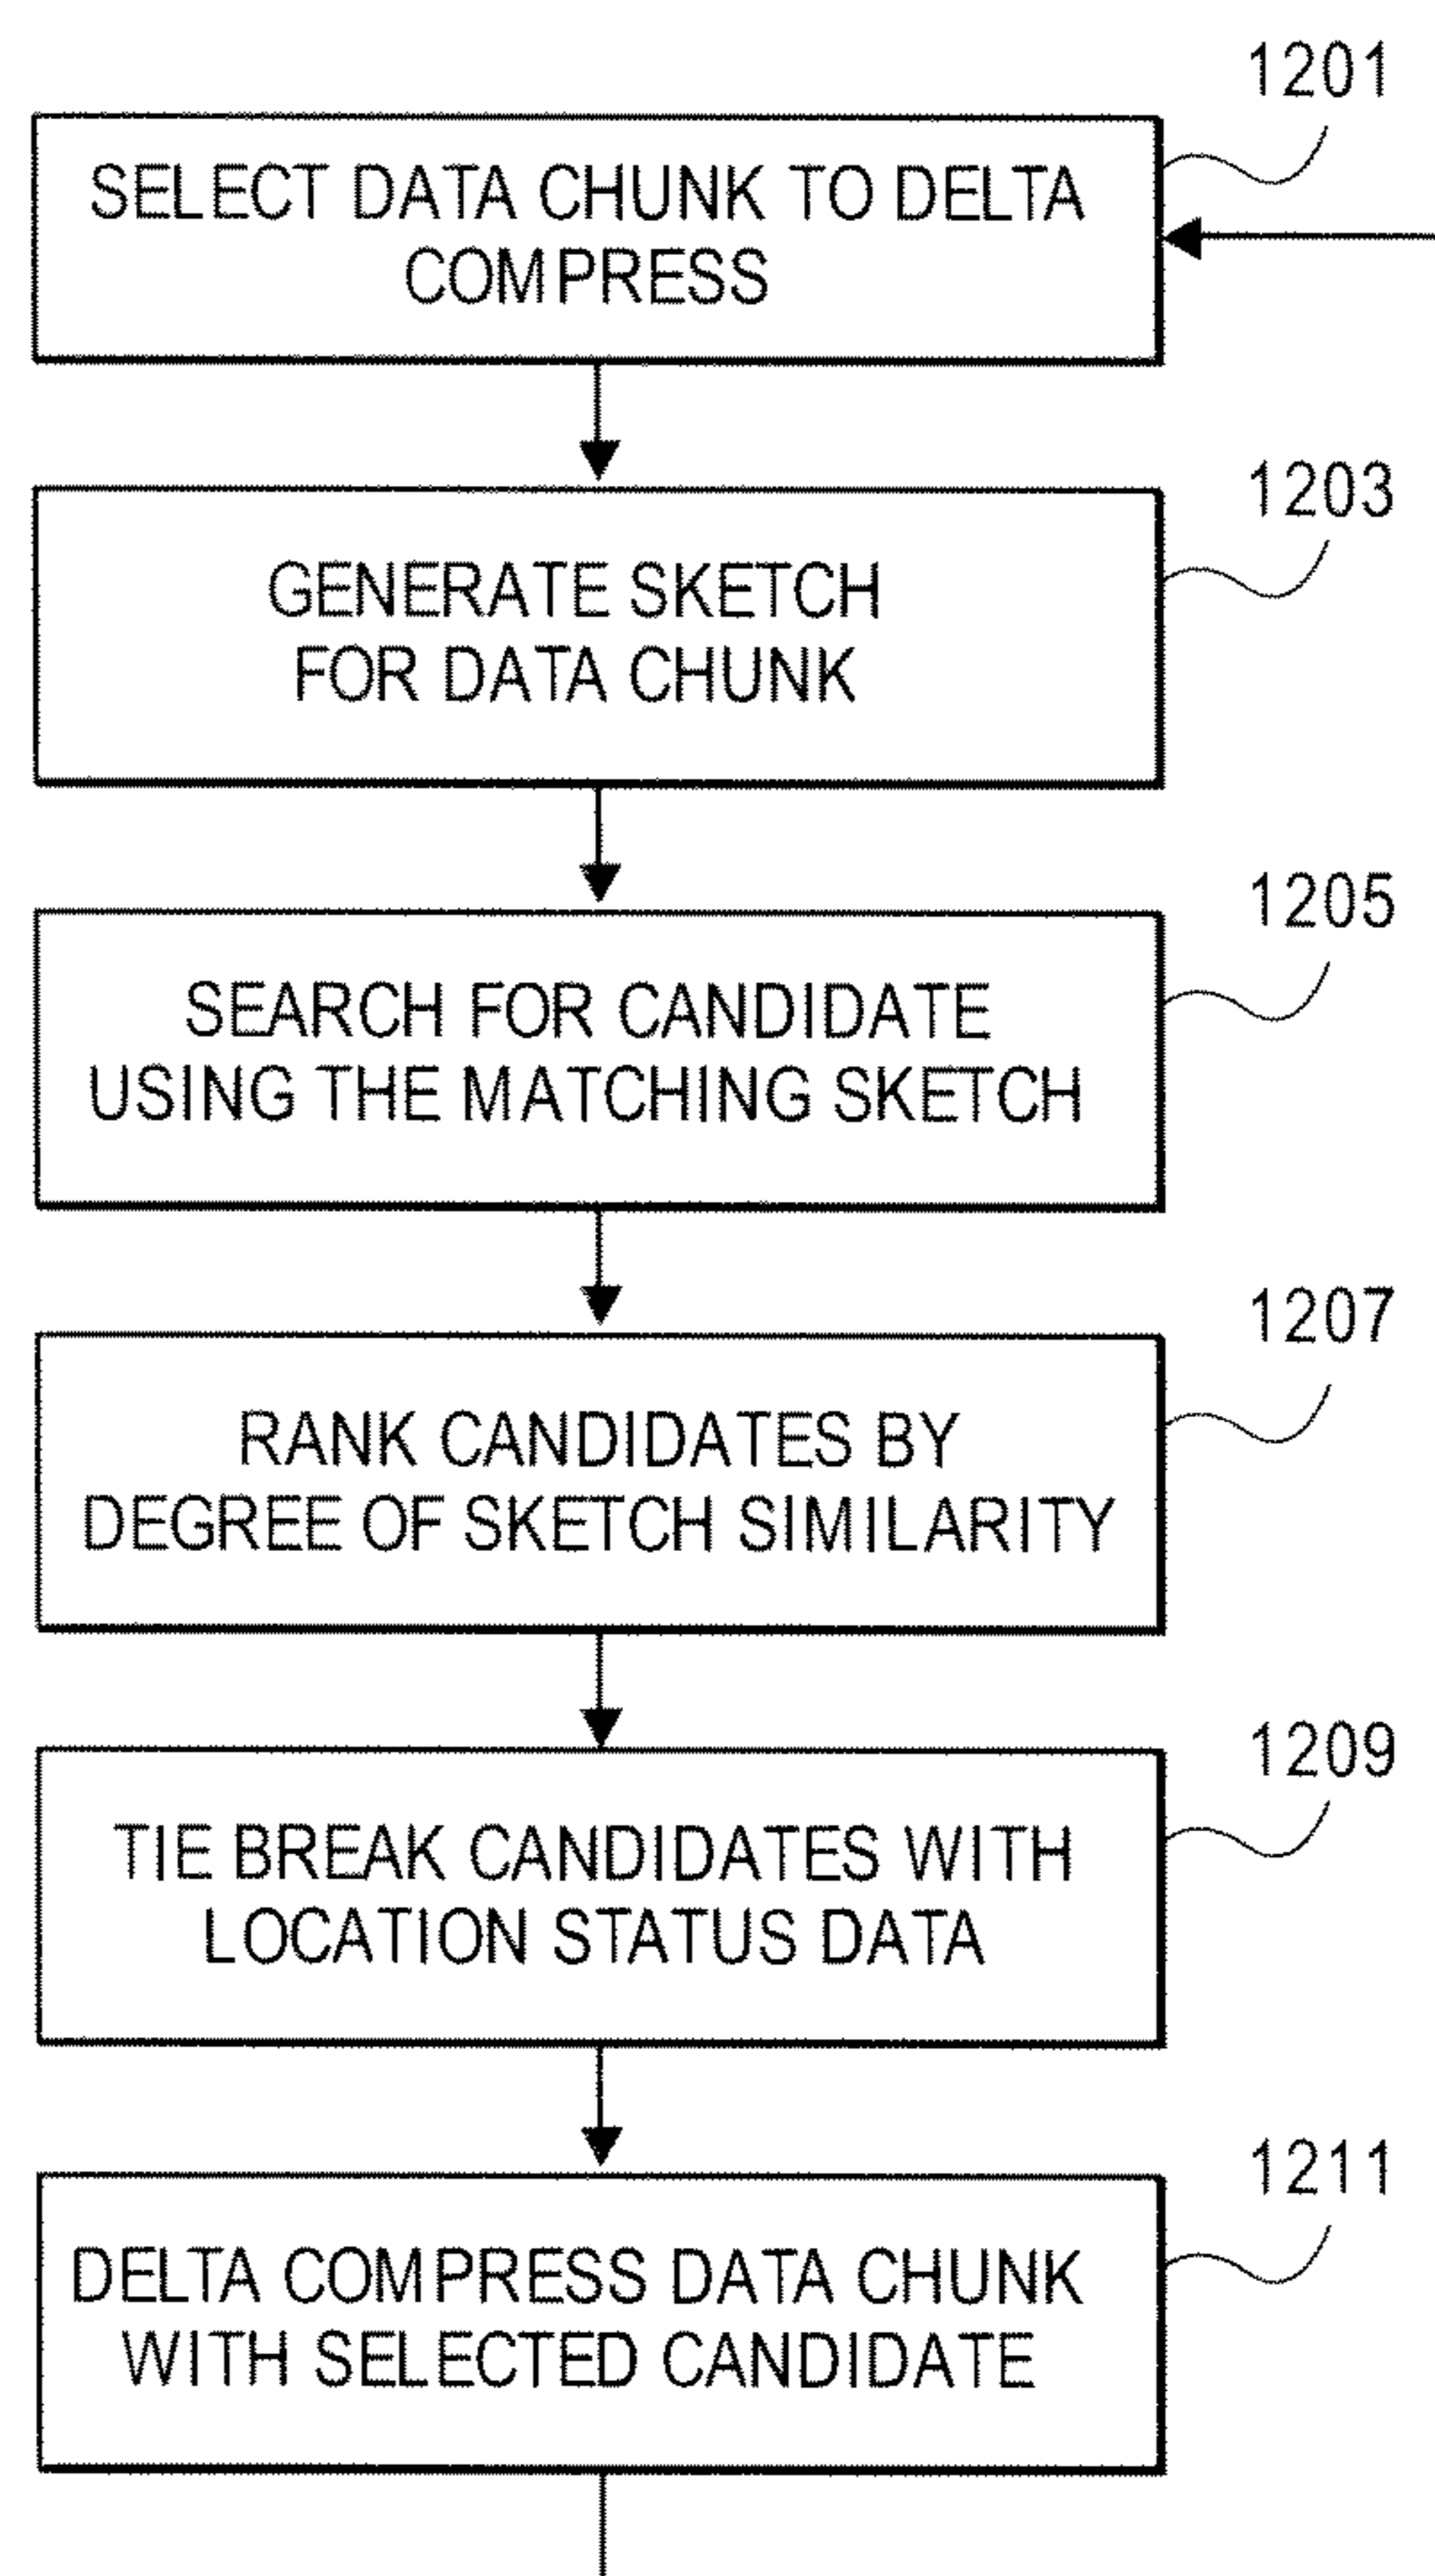 1201
SELECT DATA CHUNK TO DELTA
COMPRESS
1203
GENERATE SKETCH
FOR DATA CHUNK
1205
SEARCH FOR CANDIDATE
USING THE MATCHING SKETCH
1207
RANK CANDIDATES BY
DEGREE OF SKETCH SIMILARITY
1209
TIE BREAK CANDIDATES WITH
LOCATION STATUS DATA
1211
DELTA COMPRESS DATA CHUNK
WITH SELECTED CANDIDATE